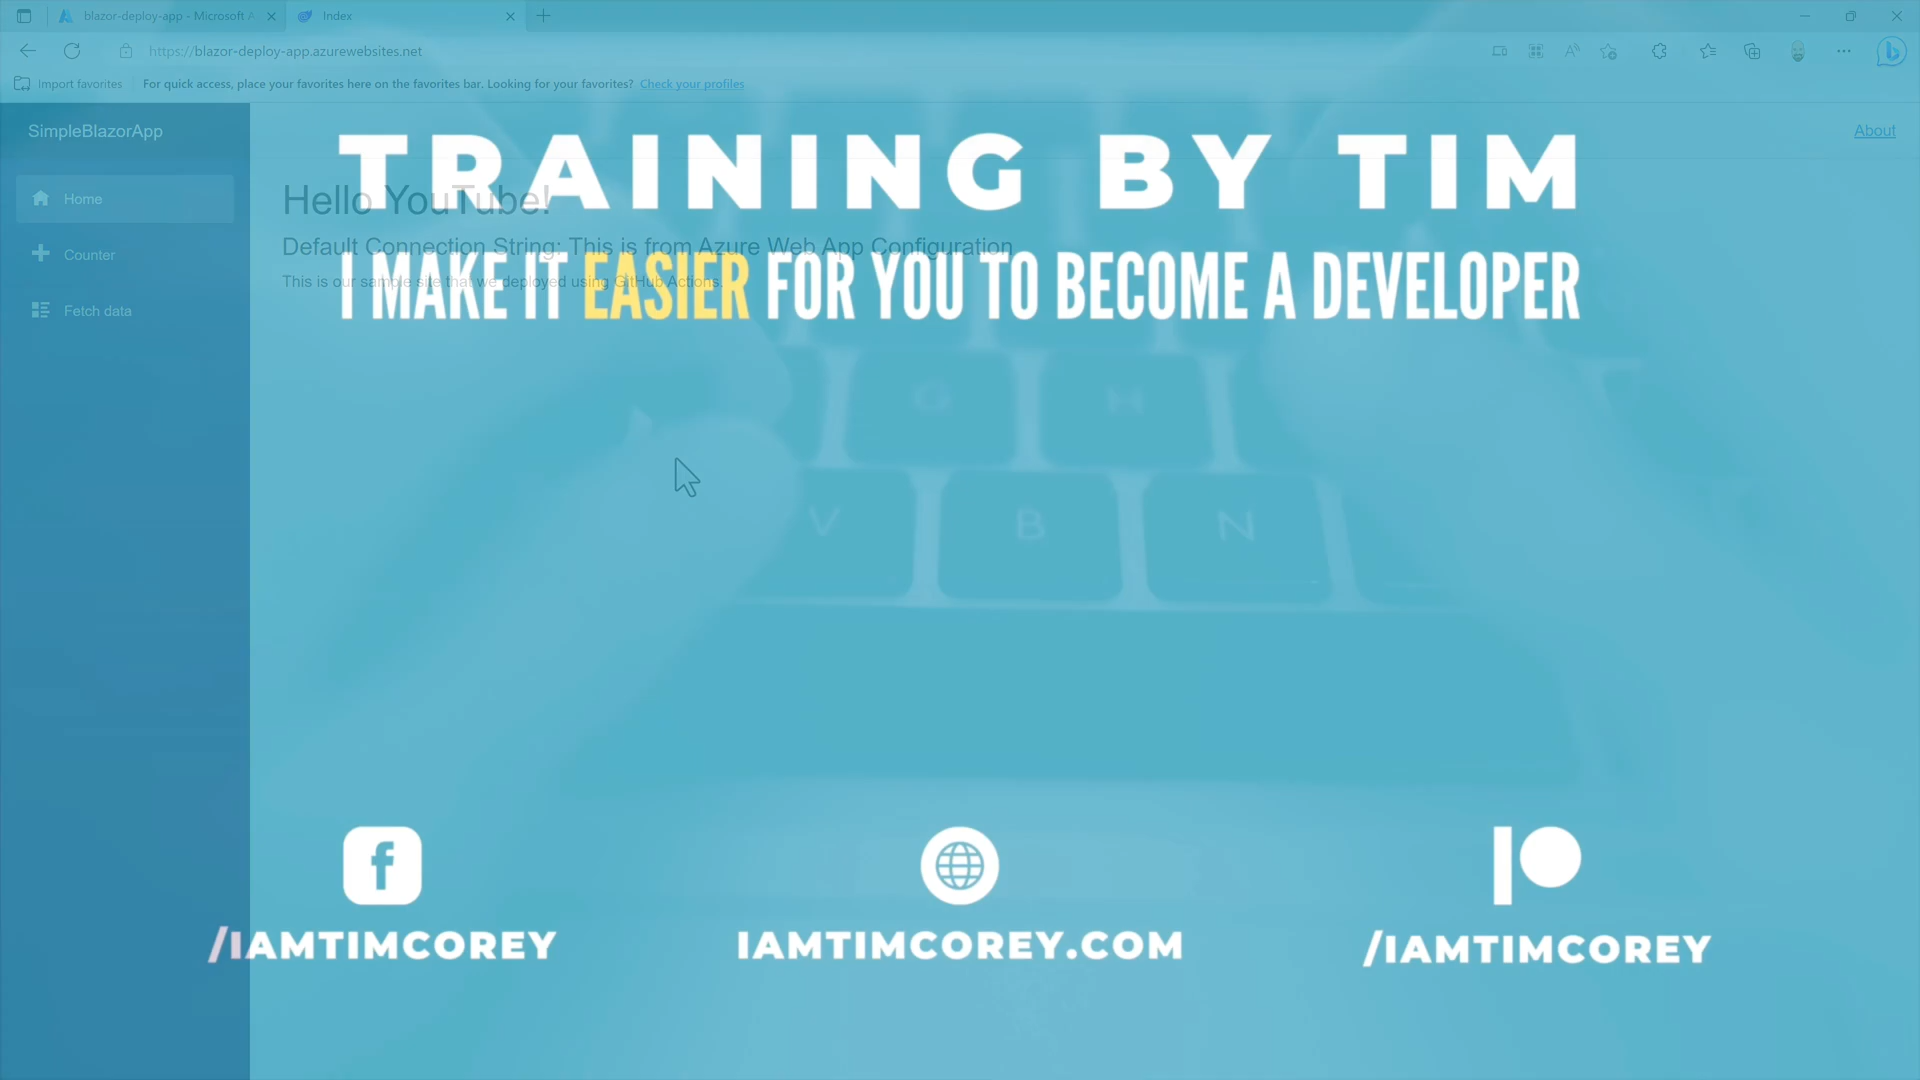 blazor-deploy-app - Microsoft A
Index
https://blazor-deploy-app.azurewebsites.net
Import favorites
For quick access, place your favorites here on the favorites bar. Looking for your favorites? Check your profiles
SimpleBlazorApp
About
TRAINING BY TIM
Home
Hello YouTube!
Default Connection String: This is from Azure Web App Configuration
Counter
This is our sample site that we deployed using GitHub Actions.
I MAKE IT EASIER FOR YOU TO BECOME A DEVELOPER
Fetch data
G H
V B N
/IAMTIMCOREY
IAMTIMCOREY.COM
/IAMTIMCOREY